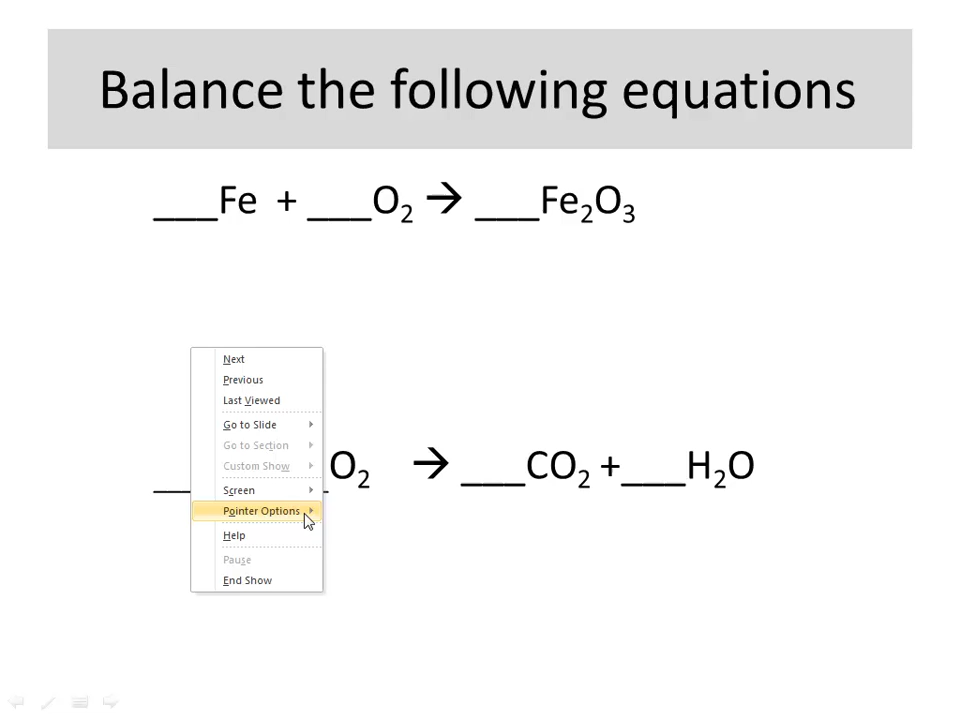 Balance the following equations
___Fe + ___O₂ → ___Fe₂O₃
Next
Previous
Last Viewed
Go to Slide
Go to Section
Custom Show
___ _O₂ → ___CO₂ +___H₂O
Screen
Pointer Options
Help
Pause
End Show